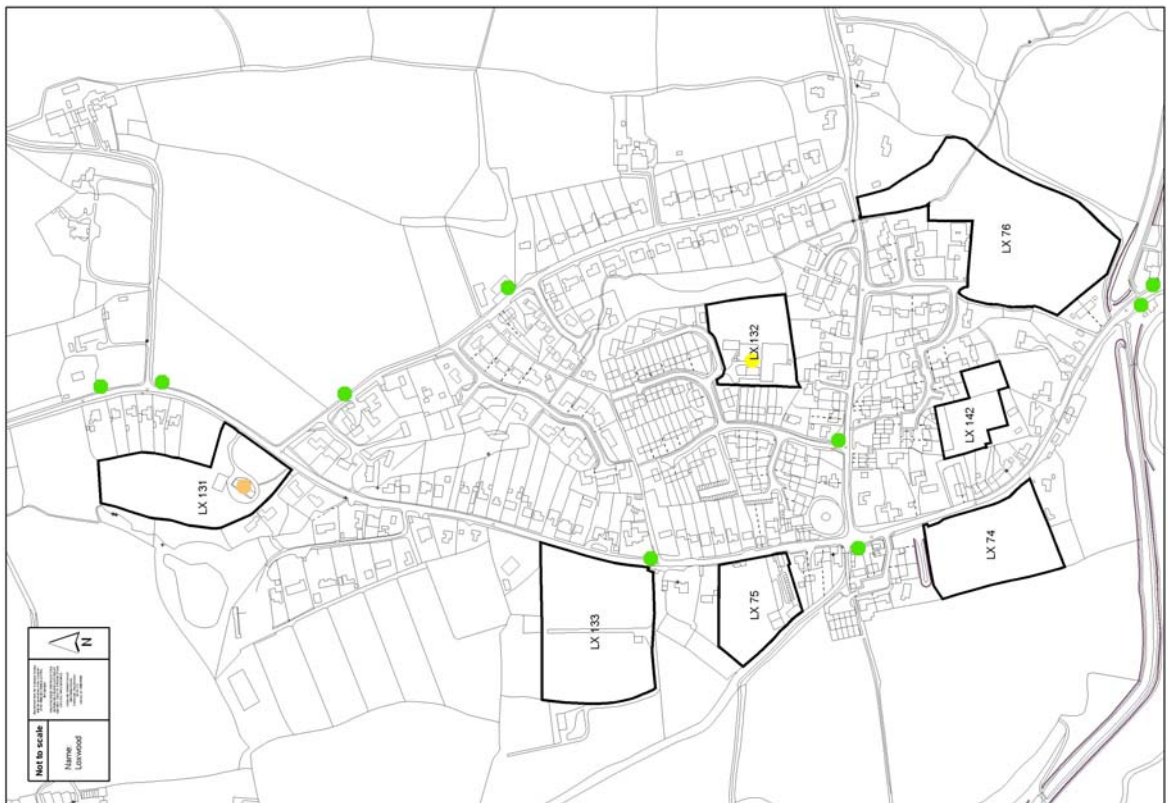 LX 131
LX 133
LX 75
LX 74
LX 132
LX 142
LX 76
N
Not to scale
Name:
Loxwood